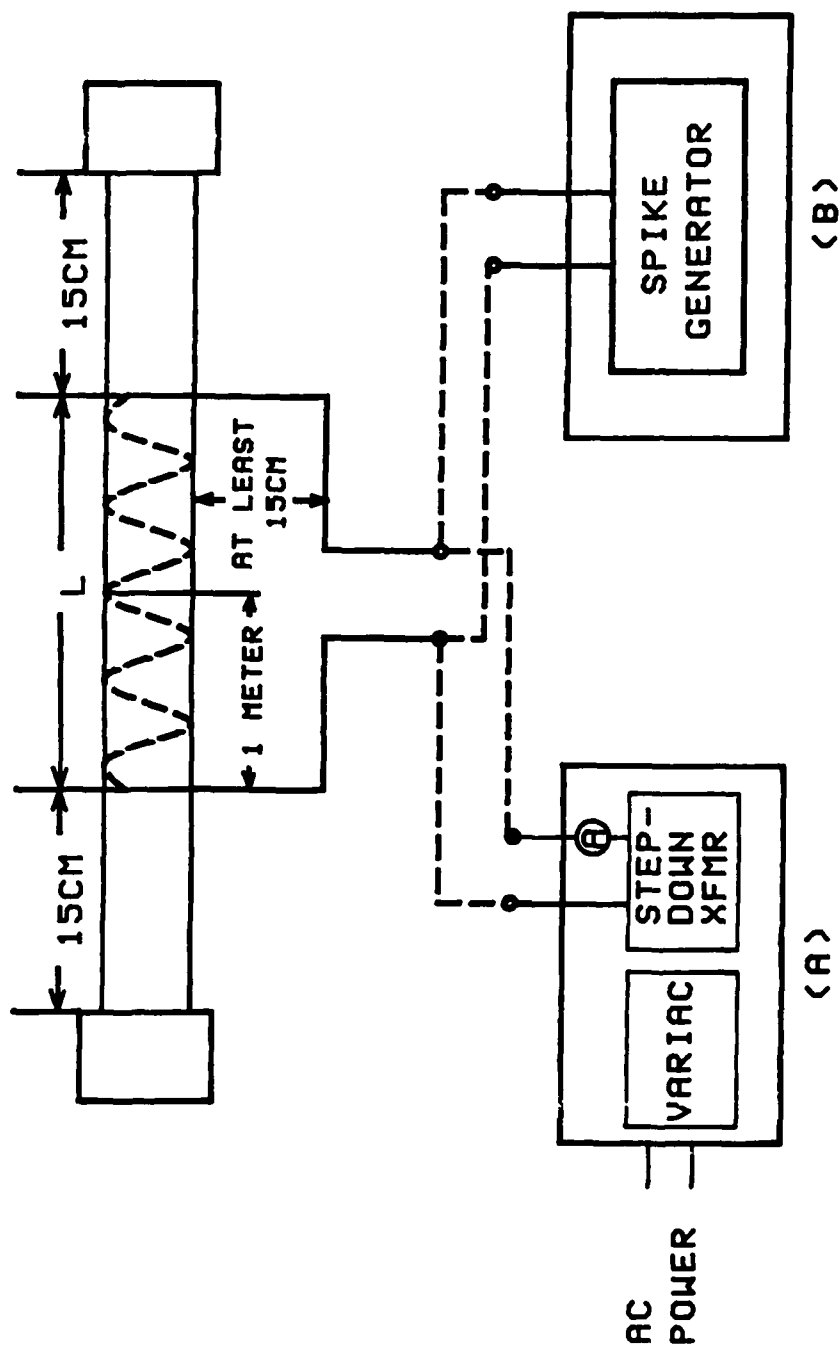 15CM
L
15CM
AT LEAST
15CM
1 METER
AC
POWER
VARIAC
A
STEP-
DOWN
XFMR
(A)
SPIKE
GENERATOR
(B)